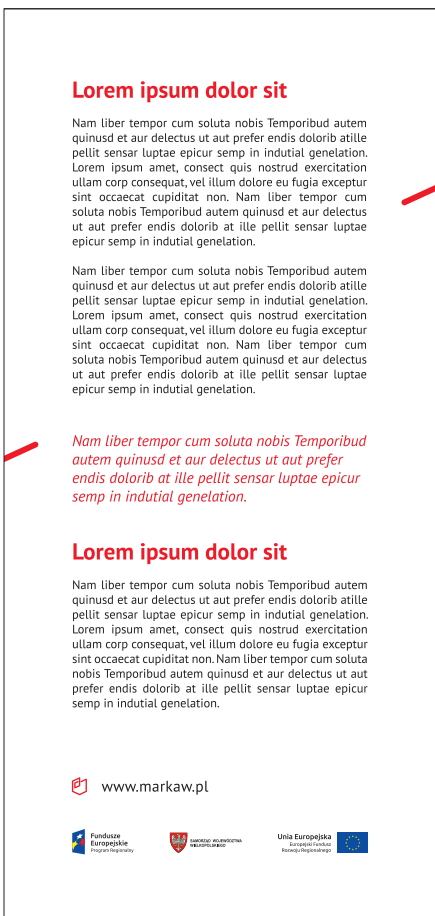 Lorem ipsum dolor sit
Nam liber tempor cum soluta nobis Temporibud autem
quinusd et aur delectus ut aut prefer endis dolorib atille
pellit sensar luptae epicur semp in indutial genelation.
Lorem ipsum amet, consect quis nostrud exercitation
ullam corp consequat, vel illum dolore eu fugia exceptur
sint occaecat cupiditat non. Nam liber tempor cum
soluta nobis Temporibud autem quinusd et aur delectus
ut aut prefer endis dolorib at ille pellit sensar luptae
epicur semp in indutial genelation.
Nam liber tempor cum soluta nobis Temporibud autem
quinusd et aur delectus ut aut prefer endis dolorib atille
pellit sensar luptae epicur semp in indutial genelation.
Lorem ipsum amet, consect quis nostrud exercitation
ullam corp consequat, vel illum dolore eu fugia exceptur
sint occaecat cupiditat non. Nam liber tempor cum
soluta nobis Temporibud autem quinusd et aur delectus
ut aut prefer endis dolorib at ille pellit sensar luptae
epicur semp in indutial genelation.
Nam liber tempor cum soluta nobis Temporibud
autem quinusd et aur delectus ut aut prefer
endis dolorib at ille pellit sensar luptae epicur
semp in indutial genelation.
Lorem ipsum dolor sit
Nam liber tempor cum soluta nobis Temporibud autem
quinusd et aur delectus ut aut prefer endis dolorib atille
pellit sensar luptae epicur semp in indutial genelation.
Lorem ipsum amet, consect quis nostrud exercitation
ullam corp consequat, vel illum dolore eu fugia exceptur
sint occaecat cupiditat non. Nam liber tempor cum soluta
nobis Temporibud autem quinusd et aur delectus ut aut
prefer endis dolorib at ille pellit sensar luptae epicur
semp in indutial genelation.
www.markaw.pl
Fundusze
Europejskie
Program Regionalny
SAMORZĄD WOJEWÓDZTWA
WIELKOPOLSKIEGO
Unia Europejska
Europejski Fundusz
Rozwoju Regionalnego